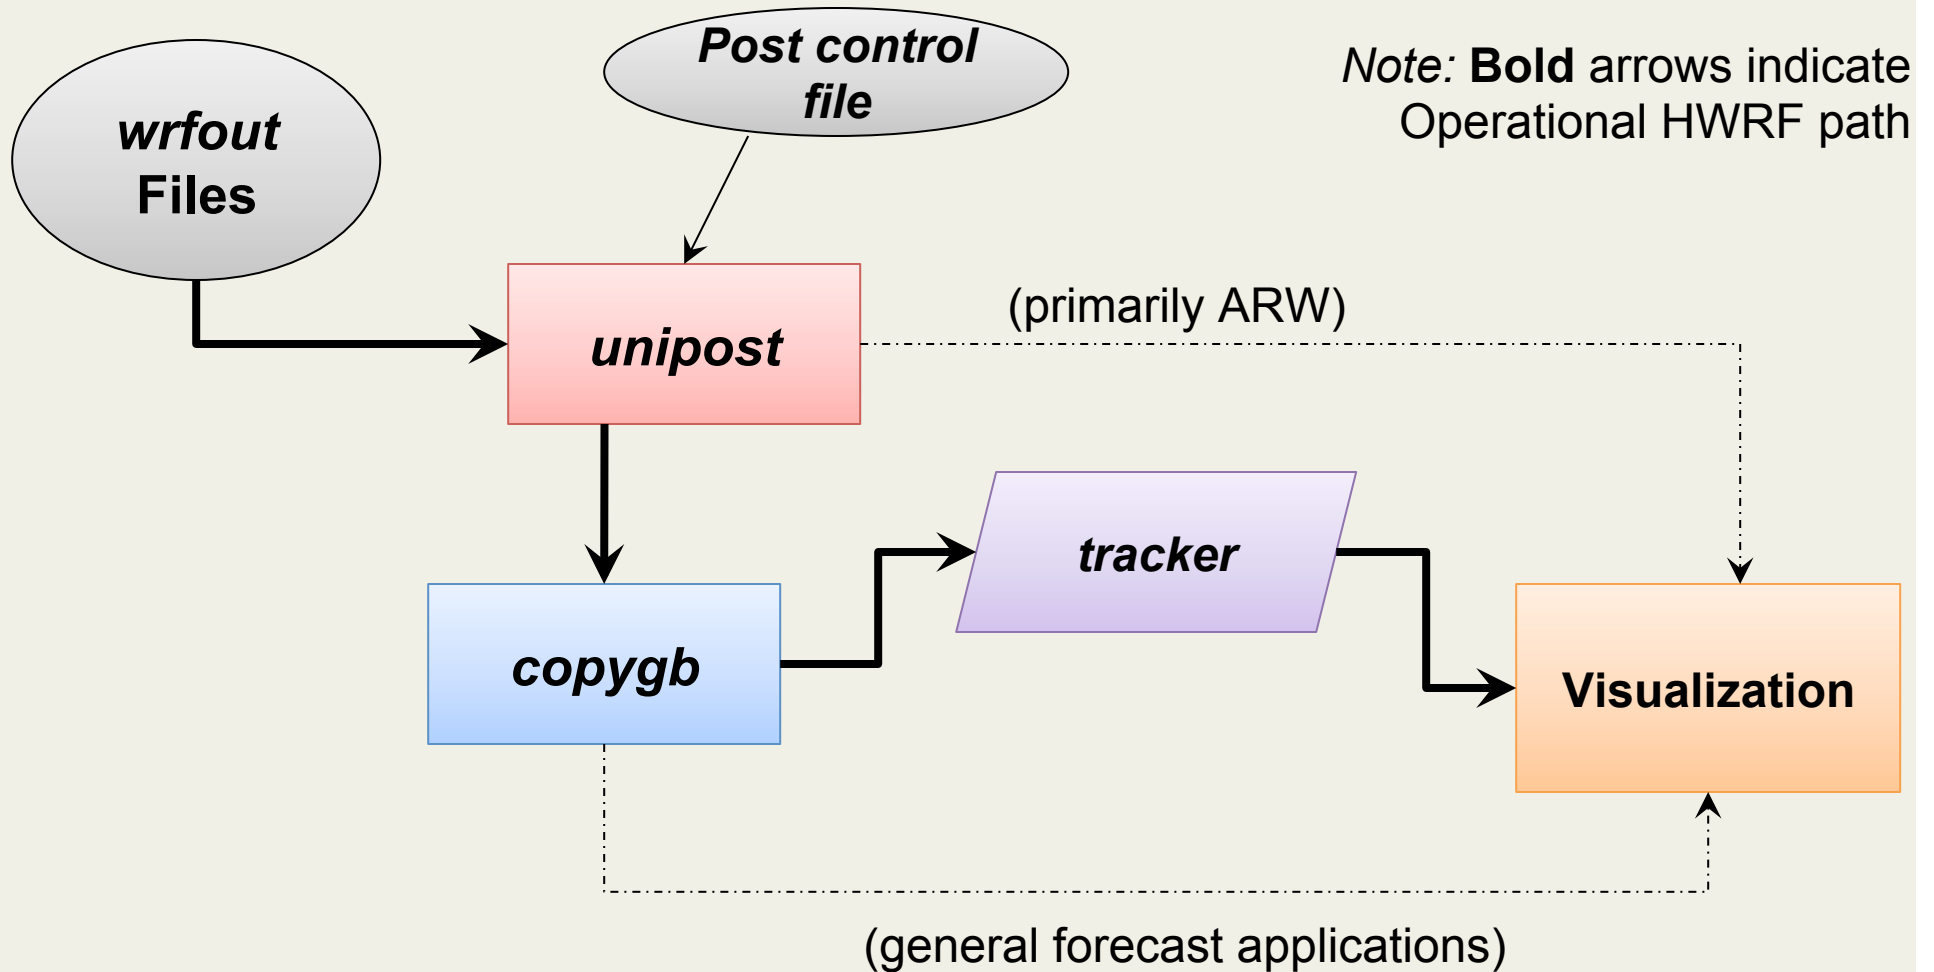 Post control
file
Note: Bold arrows indicate
Operational HWRF path
wrfout
Files
(primarily ARW)
unipost
tracker
copygb
Visualization
(general forecast applications)